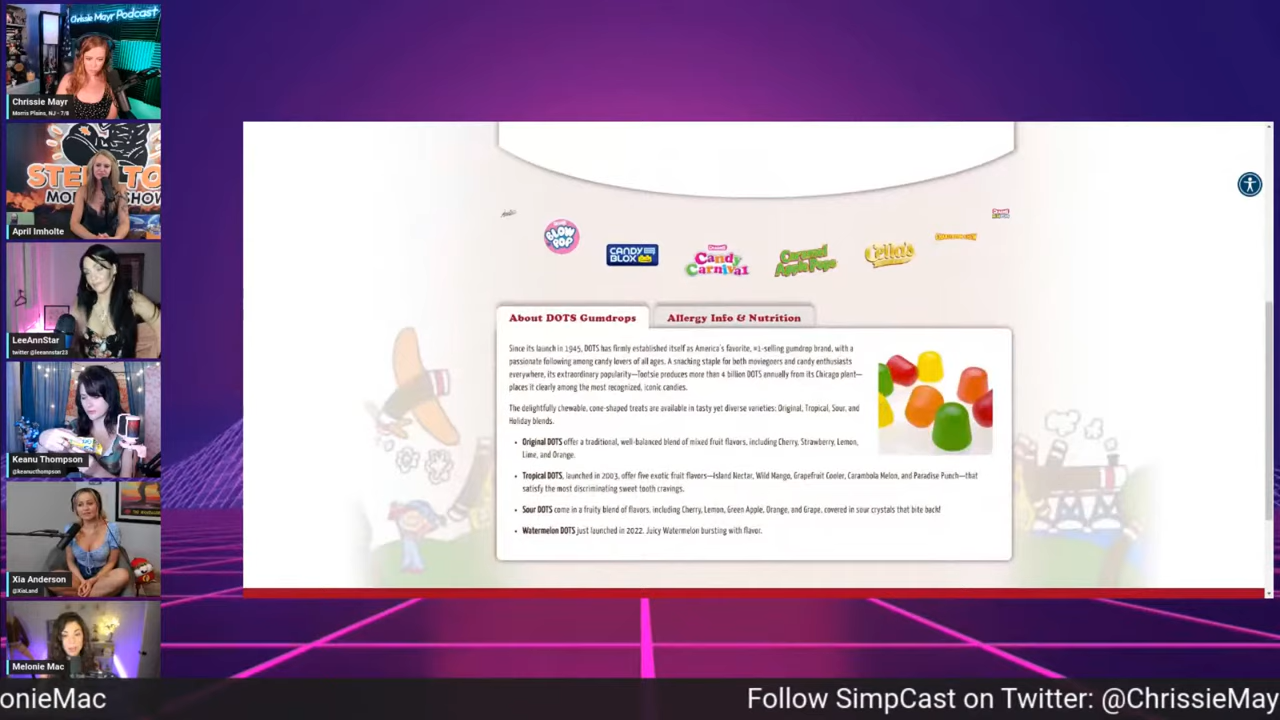 Chrissie Mayr Podcast
Chrissie Mayr
Morris Plains, NJ - 7/8
April Imholte
LeeAnnStar
twitter @leeannstar23
Keanu Thompson
@keanucthompson
Xia Anderson
@XiaLand
Melonie Mac
BLOW POP
CANDY BLOX
Candy Carnival
Caramel Apple Pops
Cella's
About DOTS Gumdrops
Allergy Info & Nutrition
Since its launch in 1945, DOTS has firmly established itself as America's favorite, #1-selling gumdrop brand, with a
passionate following among candy lovers of all ages. A snacking staple for both moviegoers and candy enthusiasts
everywhere, its extraordinary popularity—Tootsie produces more than 4 billion DOTS annually from its Chicago plant—
places it clearly among the most recognized, iconic candies.
The delightfully chewable, cone-shaped treats are available in tasty yet diverse varieties: Original, Tropical, Sour, and
Holiday blends.
• Original DOTS offer a traditional, well-balanced blend of mixed fruit flavors, including Cherry, Strawberry, Lemon,
Lime, and Orange.
• Tropical DOTS, launched in 2003, offer five exotic fruit flavors—Island Nectar, Wild Mango, Grapefruit Cooler, Carambola Melon, and Paradise Punch—that
satisfy the most discriminating sweet tooth cravings.
• Sour DOTS come in a fruity blend of flavors, including Cherry, Lemon, Green Apple, Orange, and Grape, covered in sour crystals that bite back!
• Watermelon DOTS just launched in 2022. Juicy Watermelon bursting with flavor.
onieMac
Follow SimpCast on Twitter: @ChrissieMay